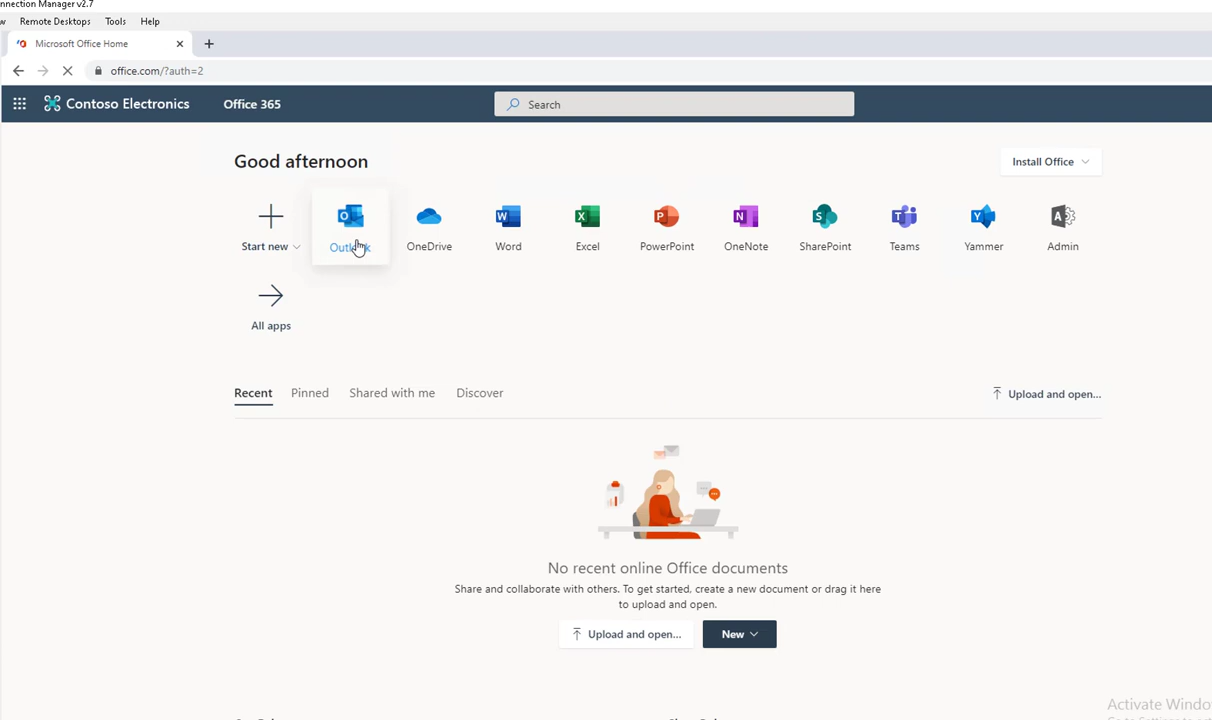 nnection Manager v2.7
w Remote Desktops Tools Help
Microsoft Office Home
office.com/?auth=2
Contoso Electronics Office 365 Search
Good afternoon
Install Office
Start new Outlook OneDrive Word Excel PowerPoint OneNote SharePoint Teams Yammer Admin
All apps
Recent Pinned Shared with me Discover Upload and open...
No recent online Office documents
Share and collaborate with others. To get started, create a new document or drag it here
to upload and open.
Upload and open... New
Activate Windo